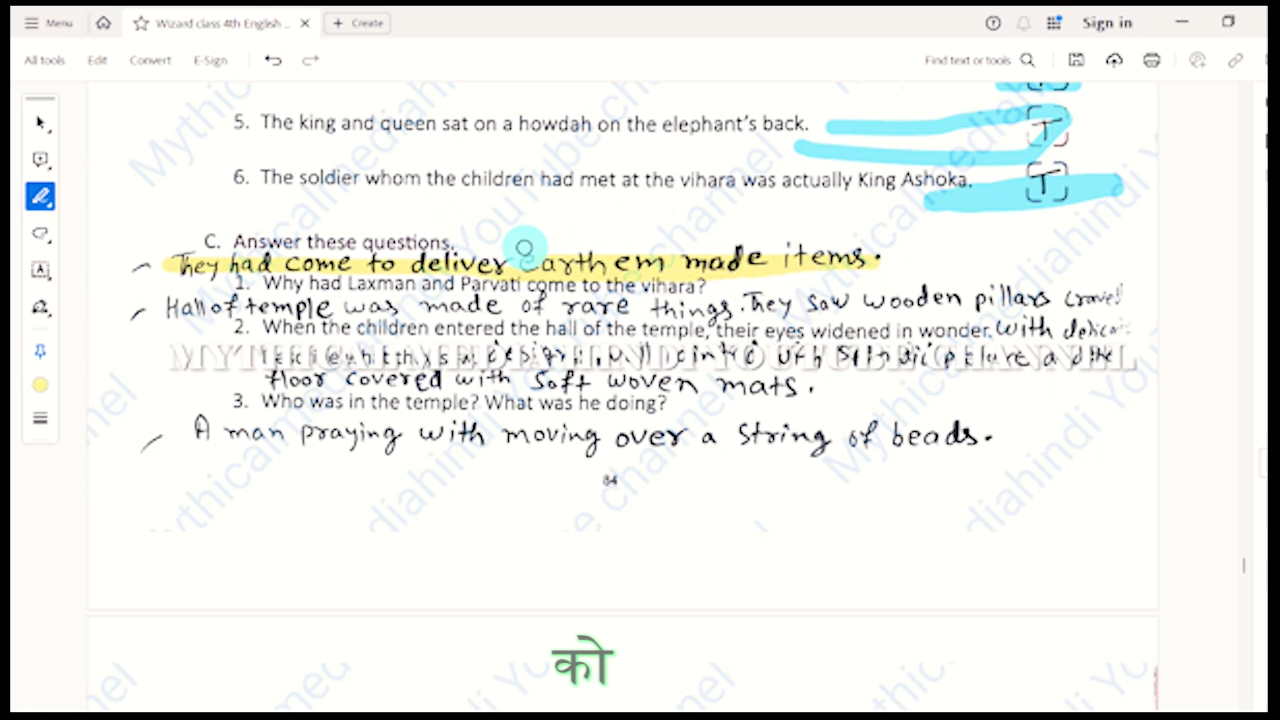 Menu
Wizard class 4th English ..
Create
Sign in
All tools
Edit
Convert
E-Sign
Find text or tools
5. The king and queen sat on a howdah on the elephant's back.
T
6. The soldier whom the children had met at the vihara was actually King Ashoka.
T
C. Answer these questions.
They had come to deliver earthem made items.
1. Why had Laxman and Parvati come to the vihara?
Hall of temple was made of rare things. They saw wooden pillars
2. When the children entered the hall of the temple, their eyes widened in wonder. with
MYTHICAL MEDIAHINDI YOUTUBE CHANNEL
floor covered with soft woven mats.
3. Who was in the temple? What was he doing?
A man praying with moving over a string of beads.
84
को